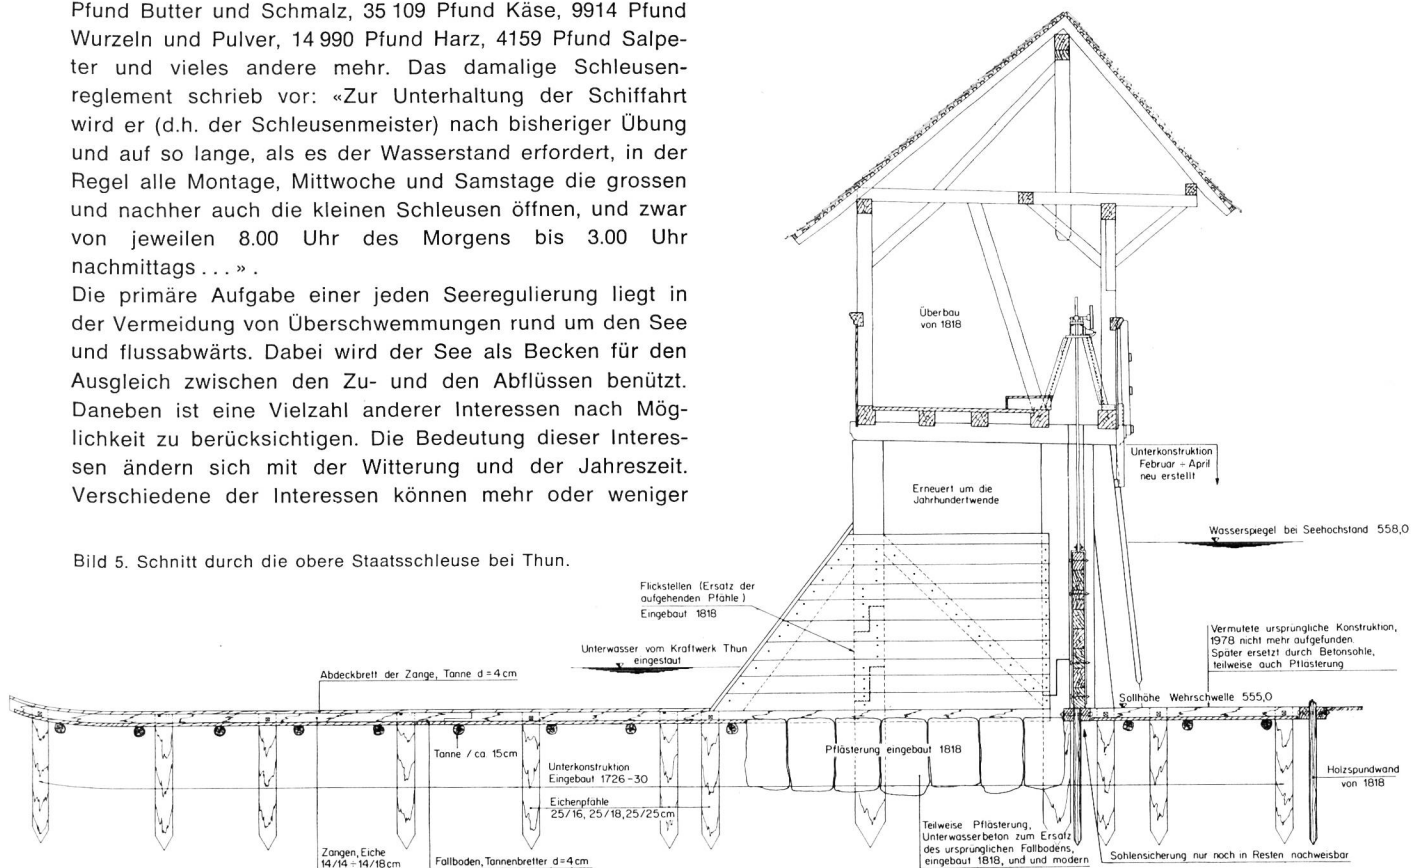 Pfund Butter und Schmalz, 35 109 Pfund Käse, 9914 Pfund
Wurzeln und Pulver, 14 990 Pfund Harz, 4159 Pfund Salpe-
ter und vieles andere mehr. Das damalige Schleusen-
reglement schrieb vor: «Zur Unterhaltung der Schiffahrt
wird er (d.h. der Schleusenmeister) nach bisheriger Übung
und auf so lange, als es der Wasserstand erfordert, in der
Regel alle Montage, Mittwoche und Samstage die grossen
und nachher auch die kleinen Schleusen öffnen, und zwar
von jeweilen 8.00 Uhr des Morgens bis 3.00 Uhr
nachmittags . . . » .
Die primäre Aufgabe einer jeden Seeregulierung liegt in
der Vermeidung von Überschwemmungen rund um den See
und flussabwärts. Dabei wird der See als Becken für den
Ausgleich zwischen den Zu- und den Abflüssen benützt.
Daneben ist eine Vielzahl anderer Interessen nach Mög-
lichkeit zu berücksichtigen. Die Bedeutung dieser Interes-
sen ändern sich mit der Witterung und der Jahreszeit.
Verschiedene der Interessen können mehr oder weniger
Bild 5. Schnitt durch die obere Staatsschleuse bei Thun.
Überbau
von 1818
Unterkonstruktion
Februar ÷ April
neu erstellt
Erneuert um die
Jahrhundertwende
Wasserspiegel bei Seehochstand 558,0
Flickstellen (Ersatz der
aufgehenden Pfähle)
Eingebaut 1818
Unterwasser vom Kraftwerk Thun
eingestaut
Vermutete ursprüngliche Konstruktion,
1978 nicht mehr aufgefunden.
Später ersetzt durch Betonsohle,
teilweise auch Pflästerung
Abdeckbrett der Zange, Tanne d = 4 cm
Sollhöhe Wehrschwelle 555,0
Tanne / ca. 15cm
Pflästerung eingebaut 1818
Unterkonstruktion
Eingebaut 1726-30
Holzspundwand
von 1818
Eichenpfähle
25/16, 25/18, 25/25cm
Teilweise Pflästerung,
Unterwasserbeton zum Ersatz
des ursprünglichen Fallbodens,
eingebaut 1818, und und modern
Zangen, Eiche
14/14 ÷ 14/18cm
Fallboden, Tannenbretter d=4cm
Sohlensicherung nur noch in Resten nachweisbar